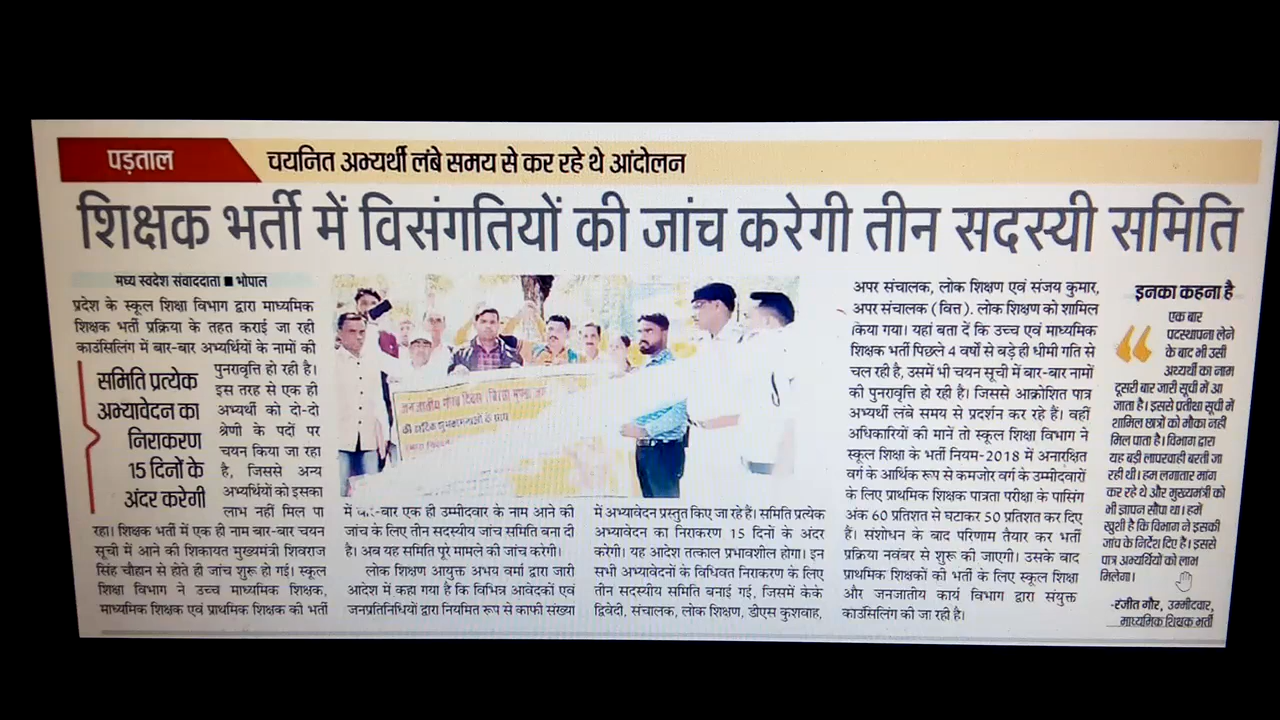 पड़ताल
चयनित अभ्यर्थी लंबे समय से कर रहे थे आंदोलन
शिक्षक भर्ती में विसंगतियों की जांच करेगी तीन सदस्यी समिति
मध्य स्वदेश संवाददाता ■ भोपाल
प्रदेश के स्कूल शिक्षा विभाग द्वारा माध्यमिक
शिक्षक भर्ती प्रक्रिया के तहत कराई जा रही
काउंसिलिंग में बार-बार अभ्यर्थियों के नामों की
पुनरावृत्ति हो रही है।
इस तरह से एक ही
अभ्यर्थी को दो-दो
श्रेणी के पदों पर
चयन किया जा रहा
है, जिससे अन्य
अभ्यर्थियों को इसका
लाभ नहीं मिल पा
समिति प्रत्येक
अभ्यावेदन का
निराकरण
15 दिनों के
अंदर करेगी
रहा। शिक्षक भर्ती में एक ही नाम बार-बार चयन
सूची में आने की शिकायत मुख्यमंत्री शिवराज
सिंह चौहान से होते ही जांच शुरू हो गई। स्कूल
शिक्षा विभाग ने उच्च माध्यमिक शिक्षक,
माध्यमिक शिक्षक एवं प्राथमिक शिक्षक की भर्ती
जनजातीय गौरव दिवस
की हार्दिक शुभकामनाओं के साथ
में बार-बार एक ही उम्मीदवार के नाम आने की
जांच के लिए तीन सदस्यीय जांच समिति बना दी
है। अब यह समिति पूरे मामले की जांच करेगी।
लोक शिक्षण आयुक्त अभय वर्मा द्वारा जारी
आदेश में कहा गया है कि विभिन्न आवेदकों एवं
जनप्रतिनिधियों द्वारा नियमित रूप से काफी संख्या
में अभ्यावेदन प्रस्तुत किए जा रहे हैं। समिति प्रत्येक
अभ्यावेदन का निराकरण 15 दिनों के अंदर
करेगी। यह आदेश तत्काल प्रभावशील होगा। इन
सभी अभ्यावेदनों के विधिवत निराकरण के लिए
तीन सदस्यीय समिति बनाई गई, जिसमें केके
द्विवेदी, संचालक, लोक शिक्षण, डीएस कुशवाह,
अपर संचालक, लोक शिक्षण एवं संजय कुमार,
अपर संचालक (वित्त). लोक शिक्षण को शामिल
किया गया। यहां बता दें कि उच्च एवं माध्यमिक
शिक्षक भर्ती पिछले 4 वर्षों से बड़े ही धीमी गति से
चल रही है, उसमें भी चयन सूची में बार-बार नामों
की पुनरावृत्ति हो रही है। जिससे आक्रोशित पात्र
अभ्यर्थी लंबे समय से प्रदर्शन कर रहे हैं। वहीं
अधिकारियों की मानें तो स्कूल शिक्षा विभाग ने
स्कूल शिक्षा के भर्ती नियम-2018 में अनारक्षित
वर्ग के आर्थिक रूप से कमजोर वर्ग के उम्मीदवारों
के लिए प्राथमिक शिक्षक पात्रता परीक्षा के पासिंग
अंक 60 प्रतिशत से घटाकर 50 प्रतिशत कर दिए
हैं। संशोधन के बाद परिणाम तैयार कर भर्ती
प्रक्रिया नवंबर से शुरू की जाएगी। उसके बाद
प्राथमिक शिक्षकों की भर्ती के लिए स्कूल शिक्षा
और जनजातीय कार्य विभाग द्वारा संयुक्त
काउंसिलिंग की जा रही है।
इनका कहना है
एक बार
पदस्थापना लेने
के बाद भी उसी
अभ्यर्थी का नाम
दूसरी बार जारी सूची में आ
जाता है। इससे प्रतीक्षा सूची में
शामिल छात्रों को मौका नहीं
मिल पाता है। विभाग द्वारा
यह बड़ी लापरवाही बरती जा
रही थी। हम लगातार मांग
कर रहे थे और मुख्यमंत्री को
भी ज्ञापन सौंपा था। हमें
खुशी है कि विभाग ने इसकी
जांच के निर्देश दिए है। इससे
पात्र अभ्यर्थियों को लाभ
मिलेगा।
-रंजीत गौर, उम्मीदवार,
माध्यमिक शिक्षक भर्ती